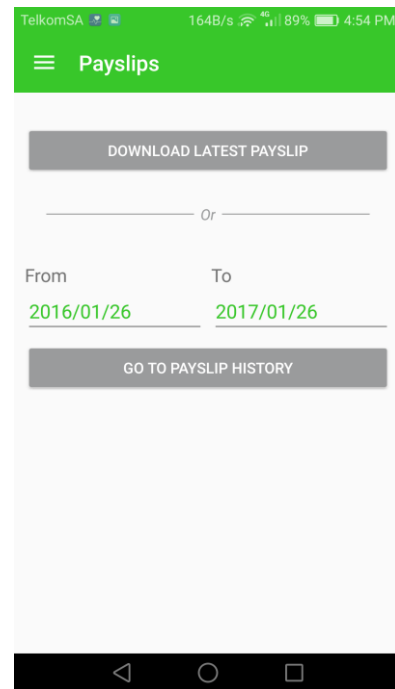 TelkomSA 164B/s 4G 89% 4:54 PM
Payslips
DOWNLOAD LATEST PAYSLIP
Or
From To
2016/01/26 2017/01/26
GO TO PAYSLIP HISTORY